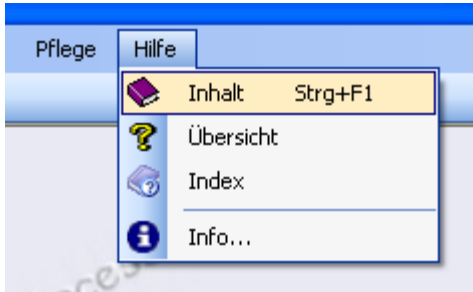 Pflege Hilfe
Inhalt Strg+F1
Übersicht
Index
Info...